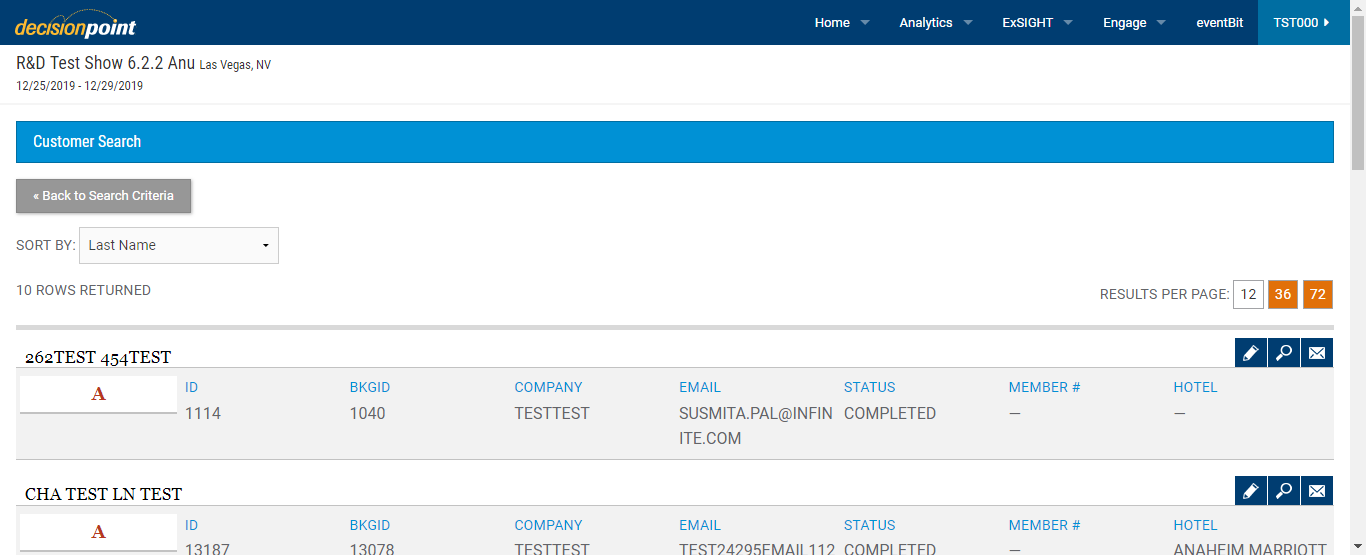 decisionpoint
Home Analytics ExSIGHT Engage eventBit TST000
R&D Test Show 6.2.2 Anu Las Vegas, NV
12/25/2019 - 12/29/2019
Customer Search
« Back to Search Criteria
SORT BY: Last Name
10 ROWS RETURNED
RESULTS PER PAGE: 12 36 72
262TEST 454TEST
A
ID BKGID COMPANY EMAIL STATUS MEMBER # HOTEL
1114 1040 TESTTEST SUSMITA.PAL@INFIN COMPLETED — —
ITE.COM
CHA TEST LN TEST
A
ID BKGID COMPANY EMAIL STATUS MEMBER # HOTEL
13187 13078 TESTTEST TEST24295EMAIL112 COMPLETED — ANAHEIM MARRIOTT